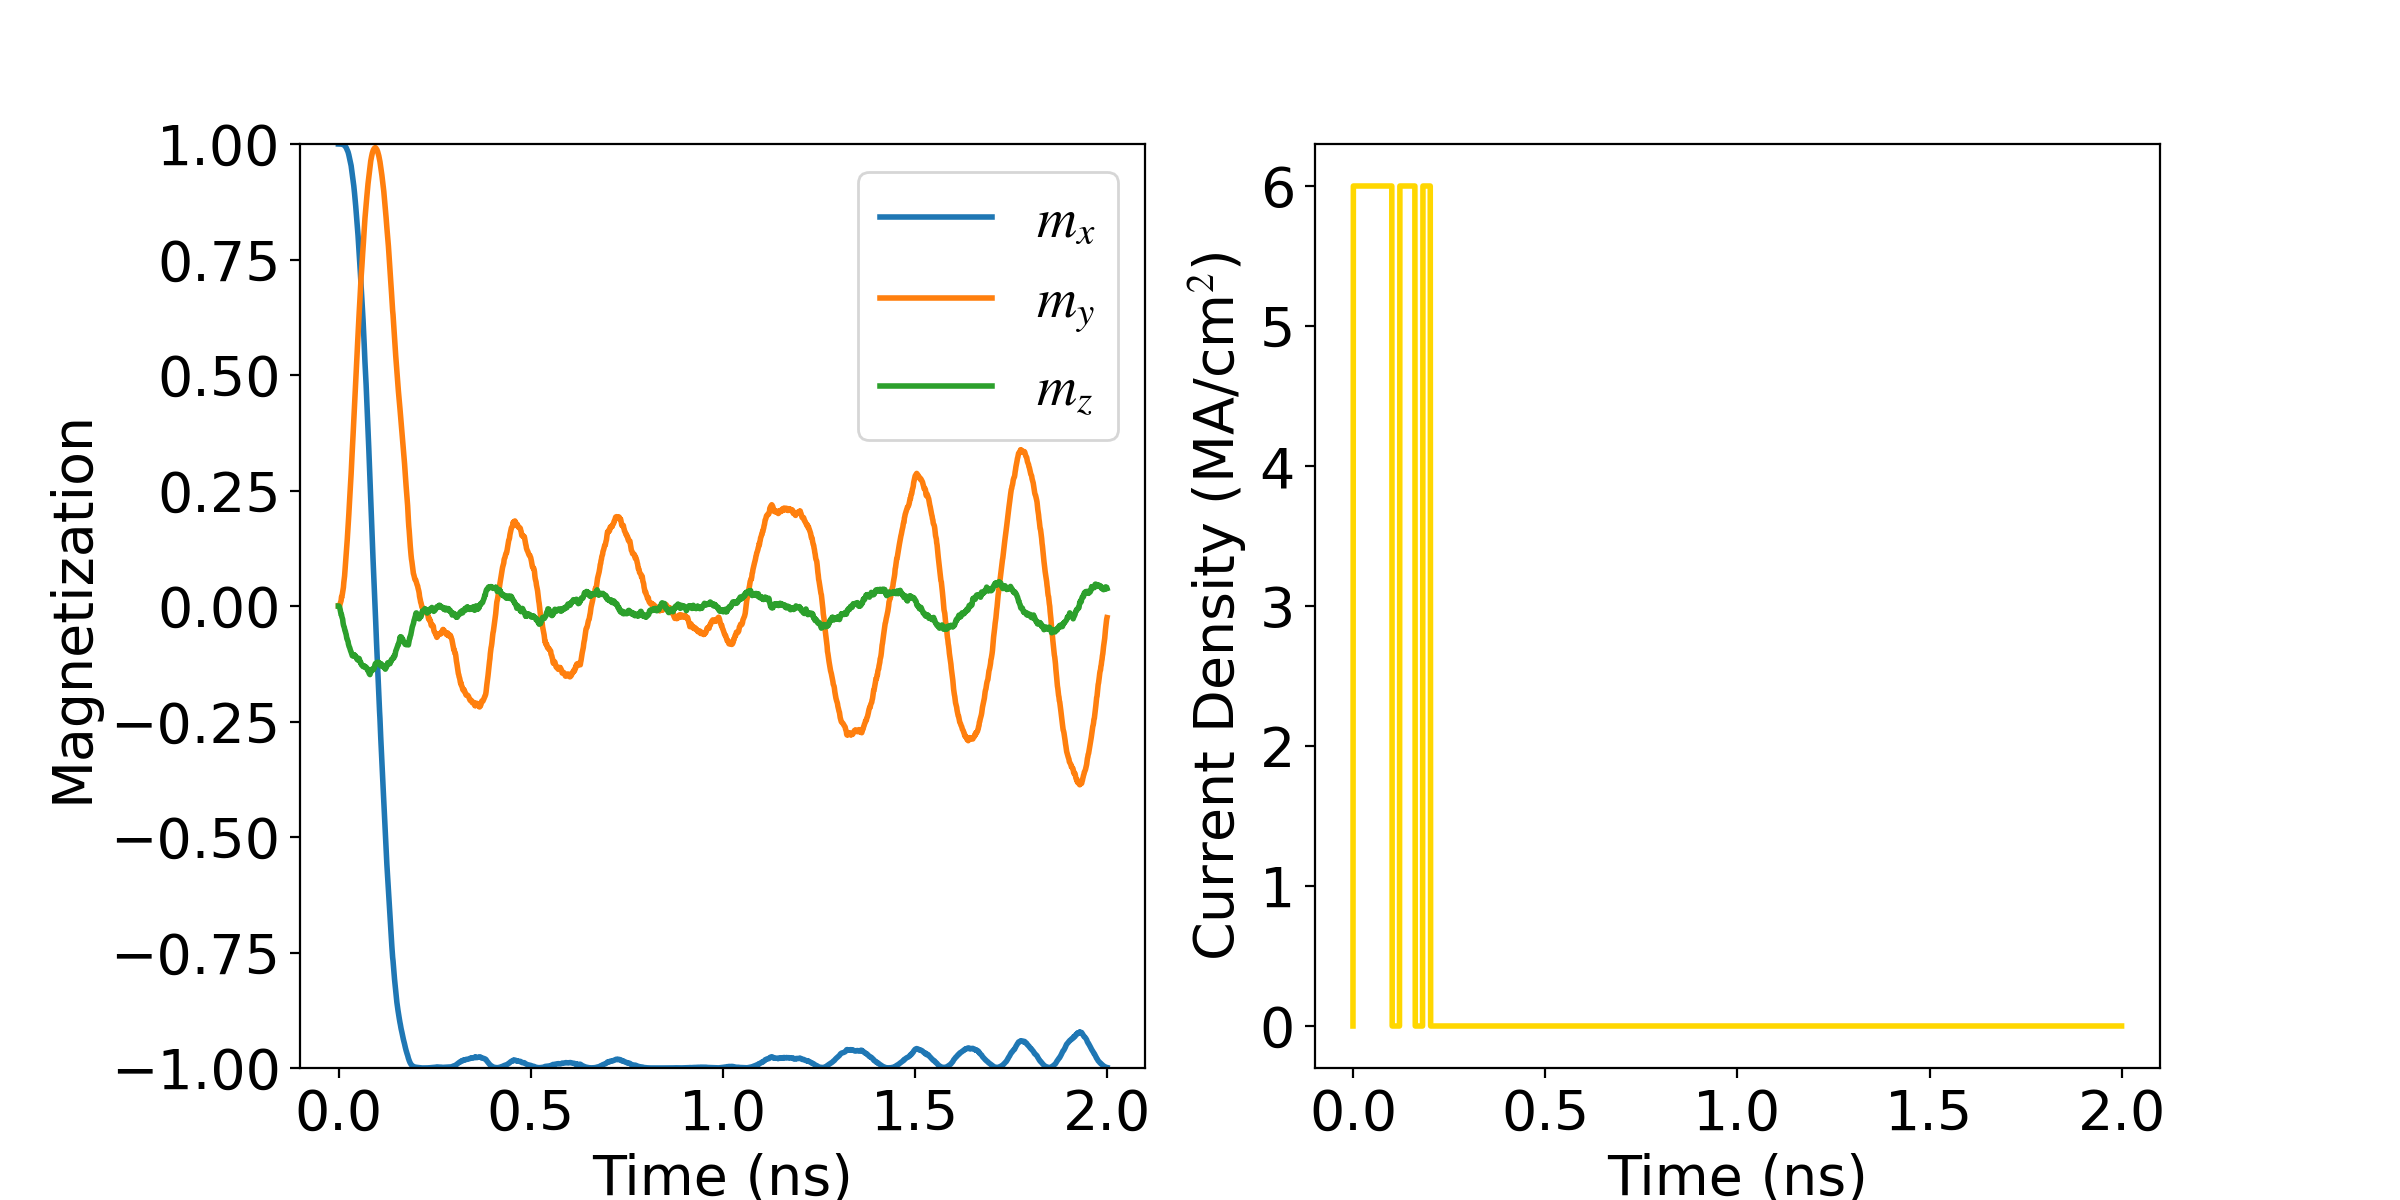 1.00
0.75
0.50
0.25
0.00
−0.25
−0.50
−0.75
−1.00
Magnetization
0.0 0.5 1.0 1.5 2.0
Time (ns)
m_x
m_y
m_z
6
5
4
3
2
1
0
Current Density (MA/cm²)
0.0 0.5 1.0 1.5 2.0
Time (ns)